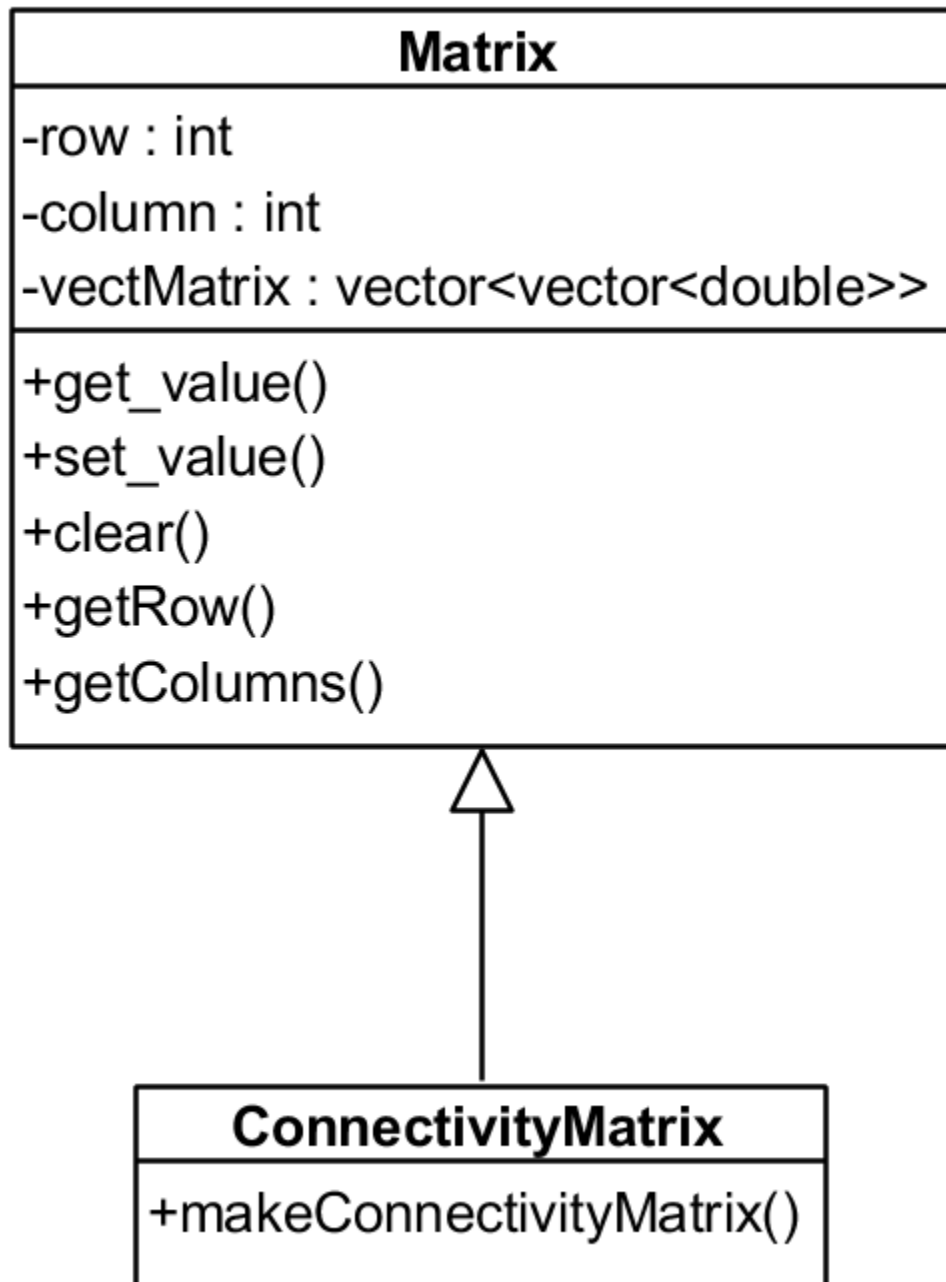 Matrix
-row : int
-column : int
-vectMatrix : vector<vector<double>>
+get_value()
+set_value()
+clear()
+getRow()
+getColumns()
ConnectivityMatrix
+makeConnectivityMatrix()